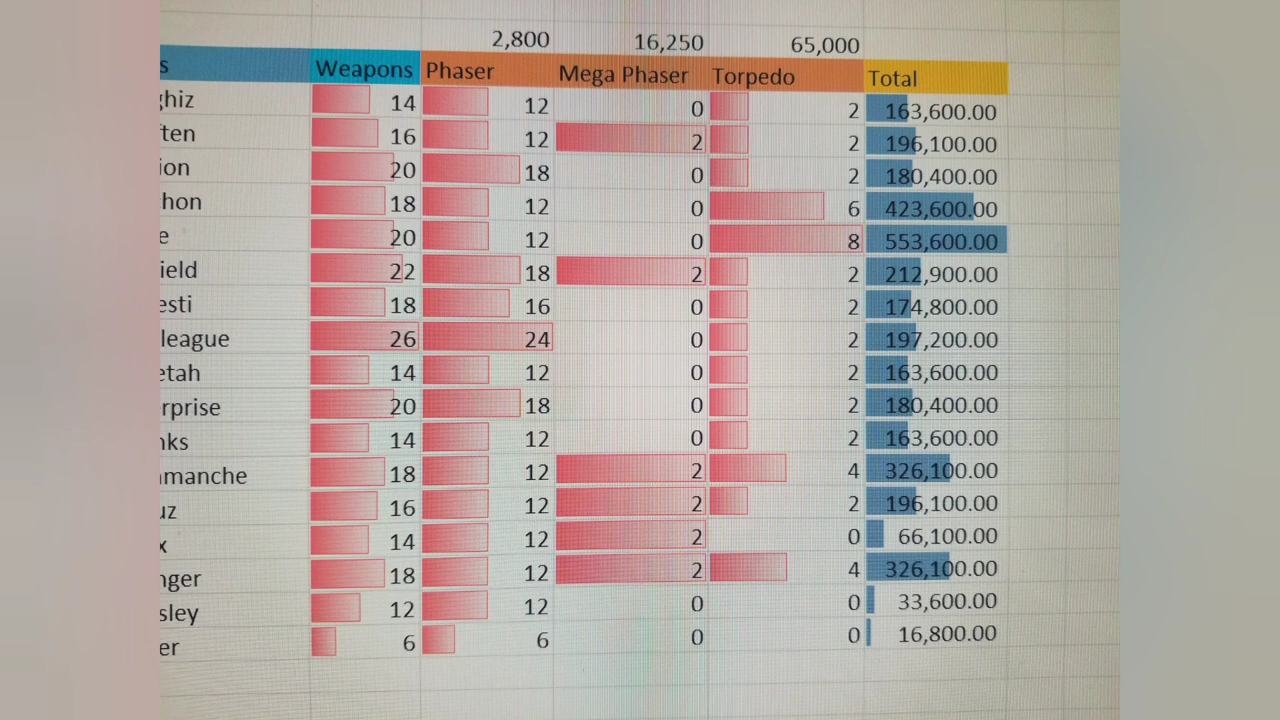 2,800 16,250 65,000
s Weapons Phaser Mega Phaser Torpedo Total
ghiz 14 12 0 2 163,600.00
ften 16 12 2 2 196,100.00
ion 20 18 0 2 180,400.00
hon 18 12 0 6 423,600.00
e 20 12 0 8 553,600.00
ield 22 18 2 2 212,900.00
esti 18 16 0 2 174,800.00
league 26 24 0 2 197,200.00
etah 14 12 0 2 163,600.00
erprise 20 18 0 2 180,400.00
nks 14 12 0 2 163,600.00
amanche 18 12 2 4 326,100.00
uz 16 12 2 2 196,100.00
x 14 12 2 0 66,100.00
nger 18 12 2 4 326,100.00
sley 12 12 0 0 33,600.00
er 6 6 0 0 16,800.00